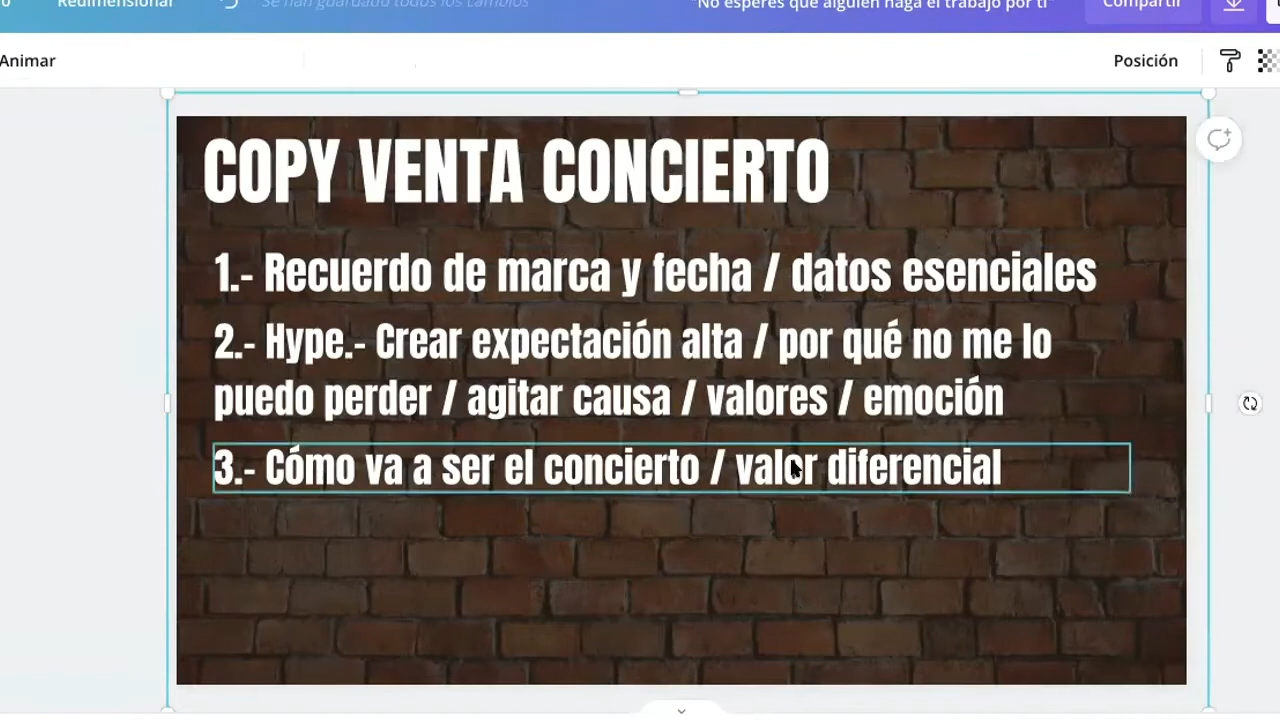 Redimensionar Se han guardado todos los cambios "No esperes que alguien haga el trabajo por ti" Compartir
Animar Posición
COPY VENTA CONCIERTO
1.- Recuerdo de marca y fecha / datos esenciales
2.- Hype.- Crear expectación alta / por qué no me lo
puedo perder / agitar causa / valores / emoción
3.- Cómo va a ser el concierto / valor diferencial